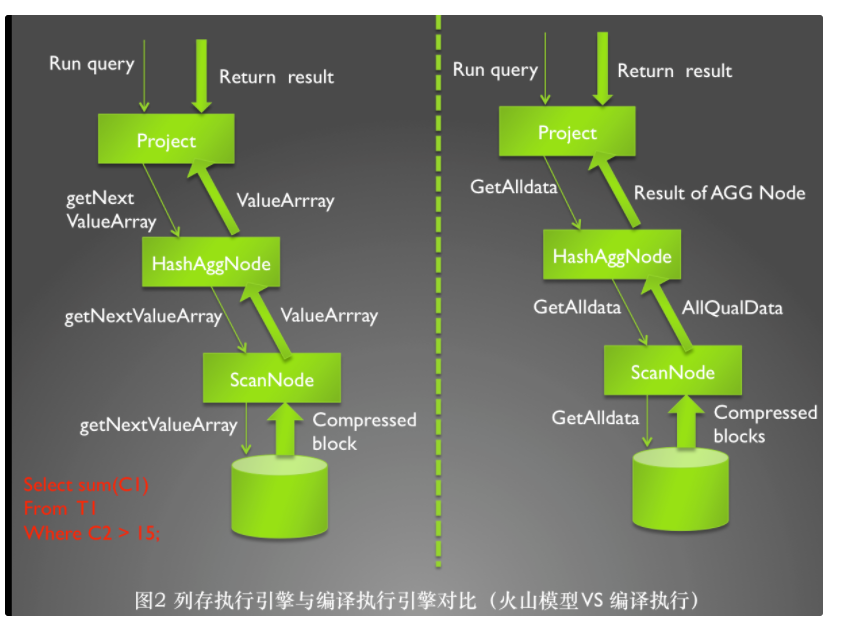 Run query
Return result
Project
getNext
ValueArray
ValueArrray
HashAggNode
getNextValueArray
ValueArrray
ScanNode
getNextValueArray
Compressed
block
Select sum(C1)
From T1
Where C2 > 15;
Run query
Return result
Project
GetAlldata
Result of AGG Node
HashAggNode
GetAlldata
AllQualData
ScanNode
GetAlldata
Compressed
blocks
图2 列存执行引擎与编译执行引擎对比（火山模型VS 编译执行）